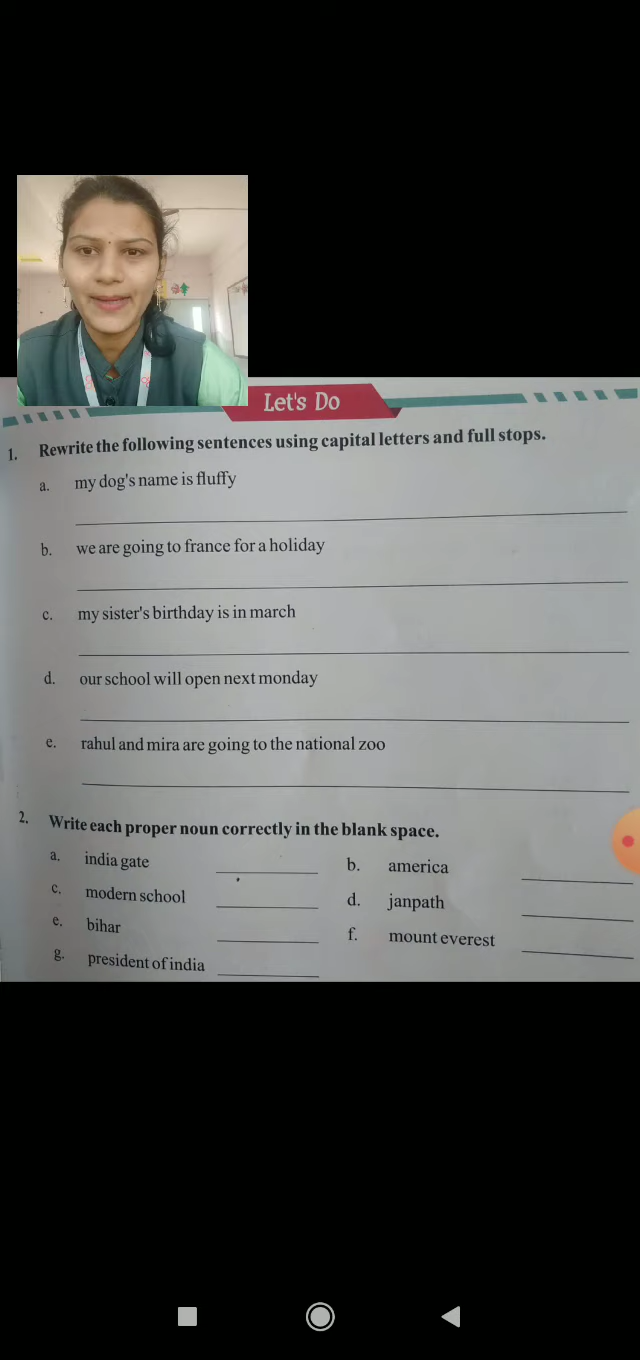 Let's Do
1. Rewrite the following sentences using capital letters and full stops.
a. my dog's name is fluffy
b. we are going to france for a holiday
c. my sister's birthday is in march
d. our school will open next monday
e. rahul and mira are going to the national zoo
2. Write each proper noun correctly in the blank space.
a. india gate b. america
c. modern school d. janpath
e. bihar f. mount everest
g. president of india